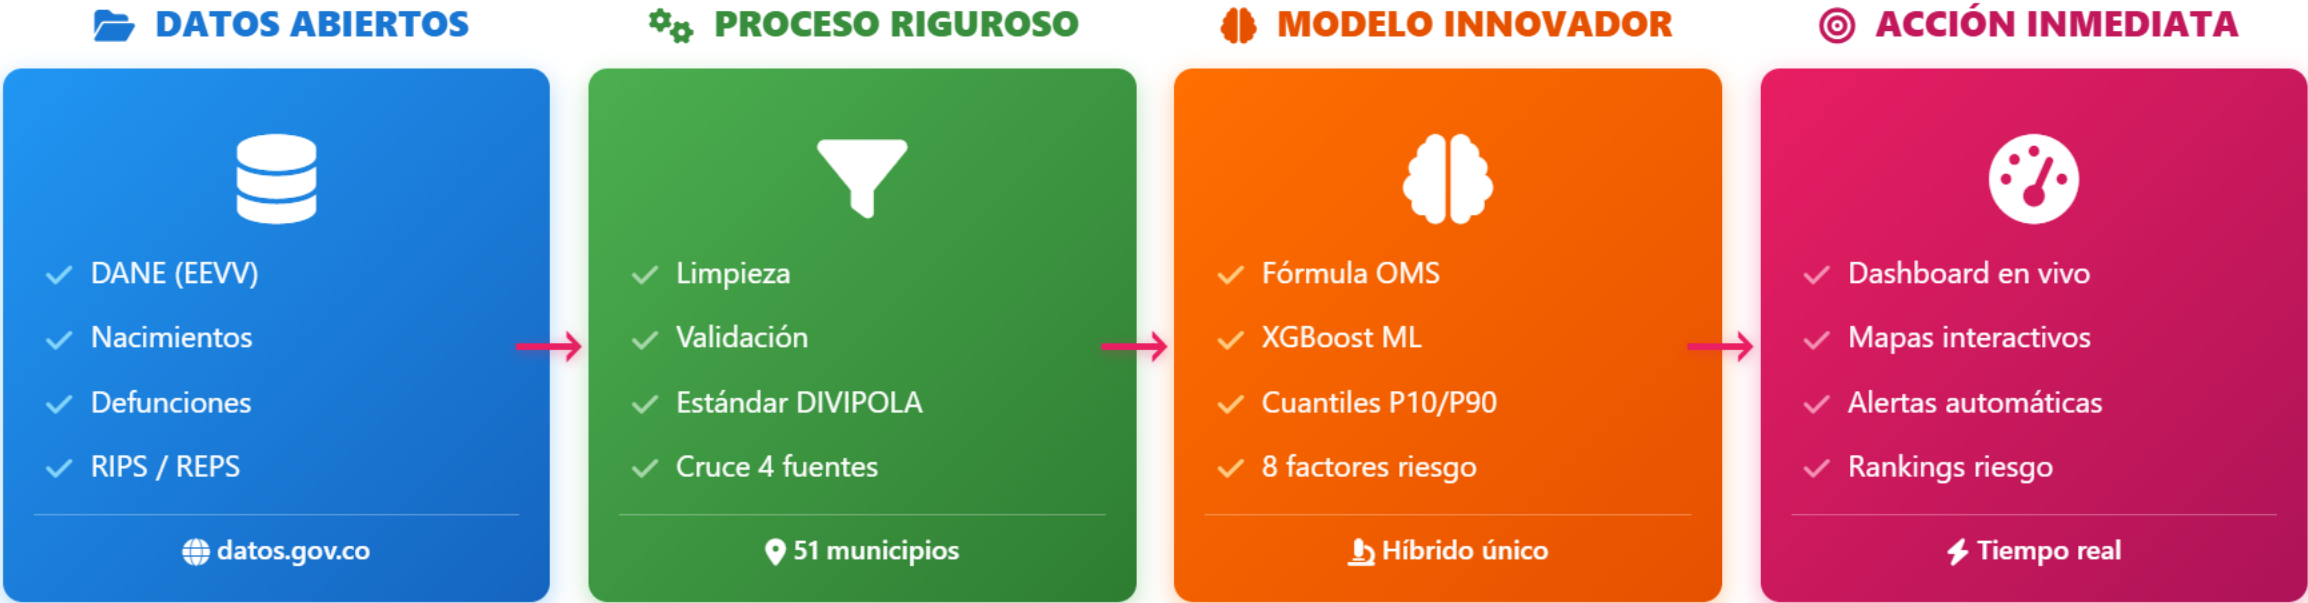 DATOS ABIERTOS
DANE (EEVV)
Nacimientos
Defunciones
RIPS / REPS
datos.gov.co
PROCESO RIGUROSO
Limpieza
Validación
Estándar DIVIPOLA
Cruce 4 fuentes
51 municipios
MODELO INNOVADOR
Fórmula OMS
XGBoost ML
Cuantiles P10/P90
8 factores riesgo
Híbrido único
ACCIÓN INMEDIATA
Dashboard en vivo
Mapas interactivos
Alertas automáticas
Rankings riesgo
Tiempo real